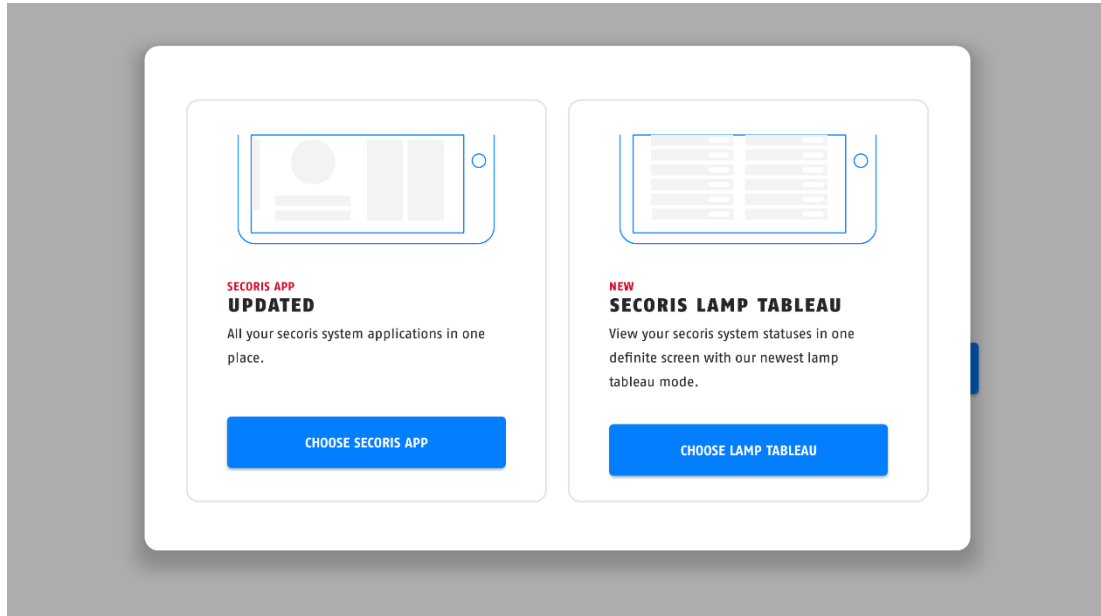 SECORIS APP
UPDATED
All your secoris system applications in one
place.
CHOOSE SECORIS APP
NEW
SECORIS LAMP TABLEAU
View your secoris system statuses in one
definite screen with our newest lamp
tableau mode.
CHOOSE LAMP TABLEAU